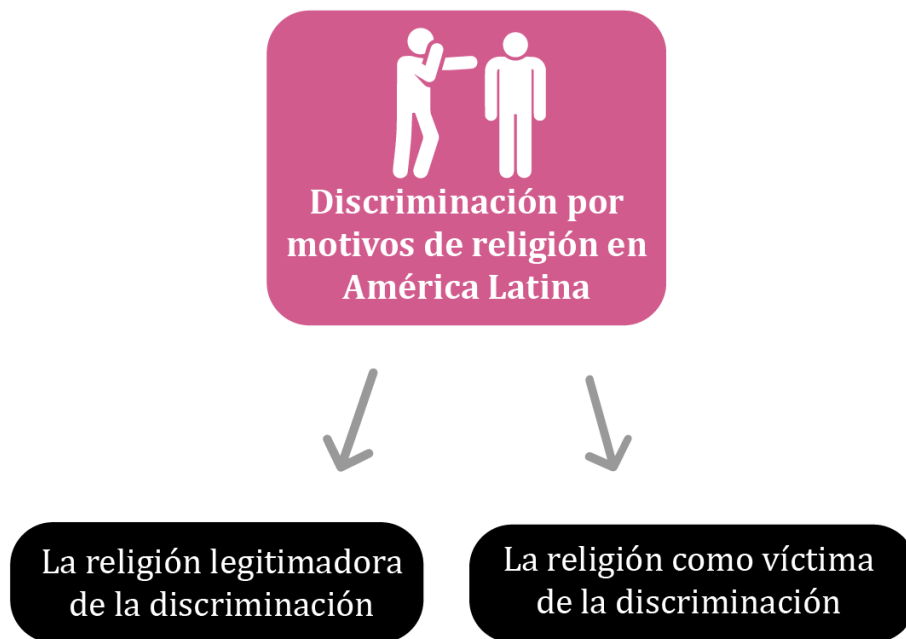 Discriminación por
motivos de religión en
América Latina
La religión legitimadora
de la discriminación
La religión como víctima
de la discriminación